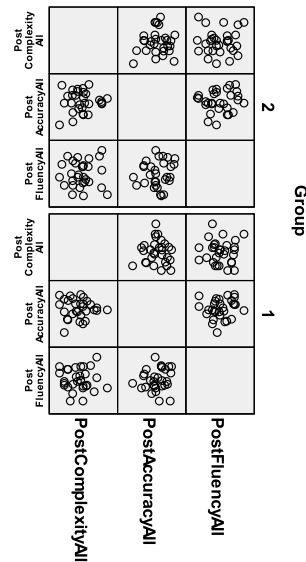 Group
2
1
Post
Complexity
All
Post
AccuracyAll
Post
FluencyAll
Post
Complexity
All
Post
AccuracyAll
Post
FluencyAll
PostFluencyAll
PostAccuracyAll
PostComplexityAll